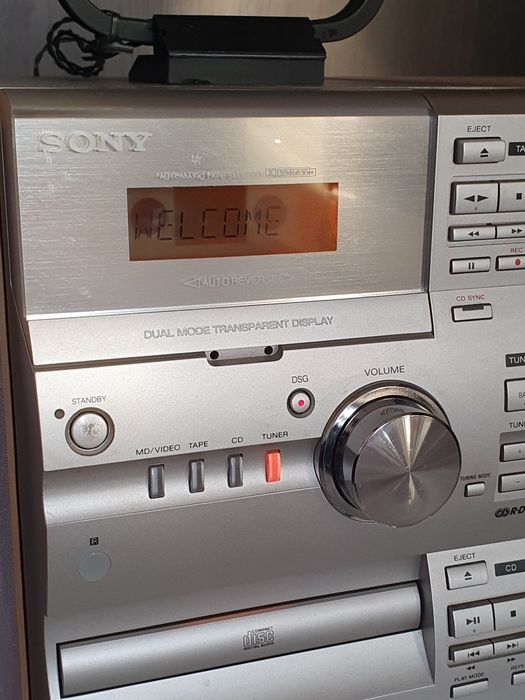 SONY
WELCOME
AUTO REVERSE
DUAL MODE TRANSPARENT DISPLAY
STANDBY
DSG
VOLUME
MD/VIDEO TAPE CD TUNER
COMPACT
disc
DIGITAL AUDIO
EJECT
REC
CD SYNC
TUNING MODE
EJECT
CD
PLAY MODE